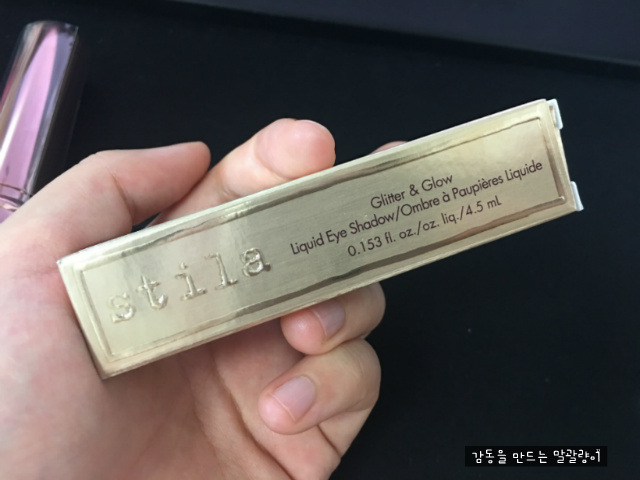 stila
Glitter & Glow
Liquid Eye Shadow/Ombre à Paupières Liquide
0.153 fl. oz./oz. liq./4.5 mL
감동을 만드는 말괄량이